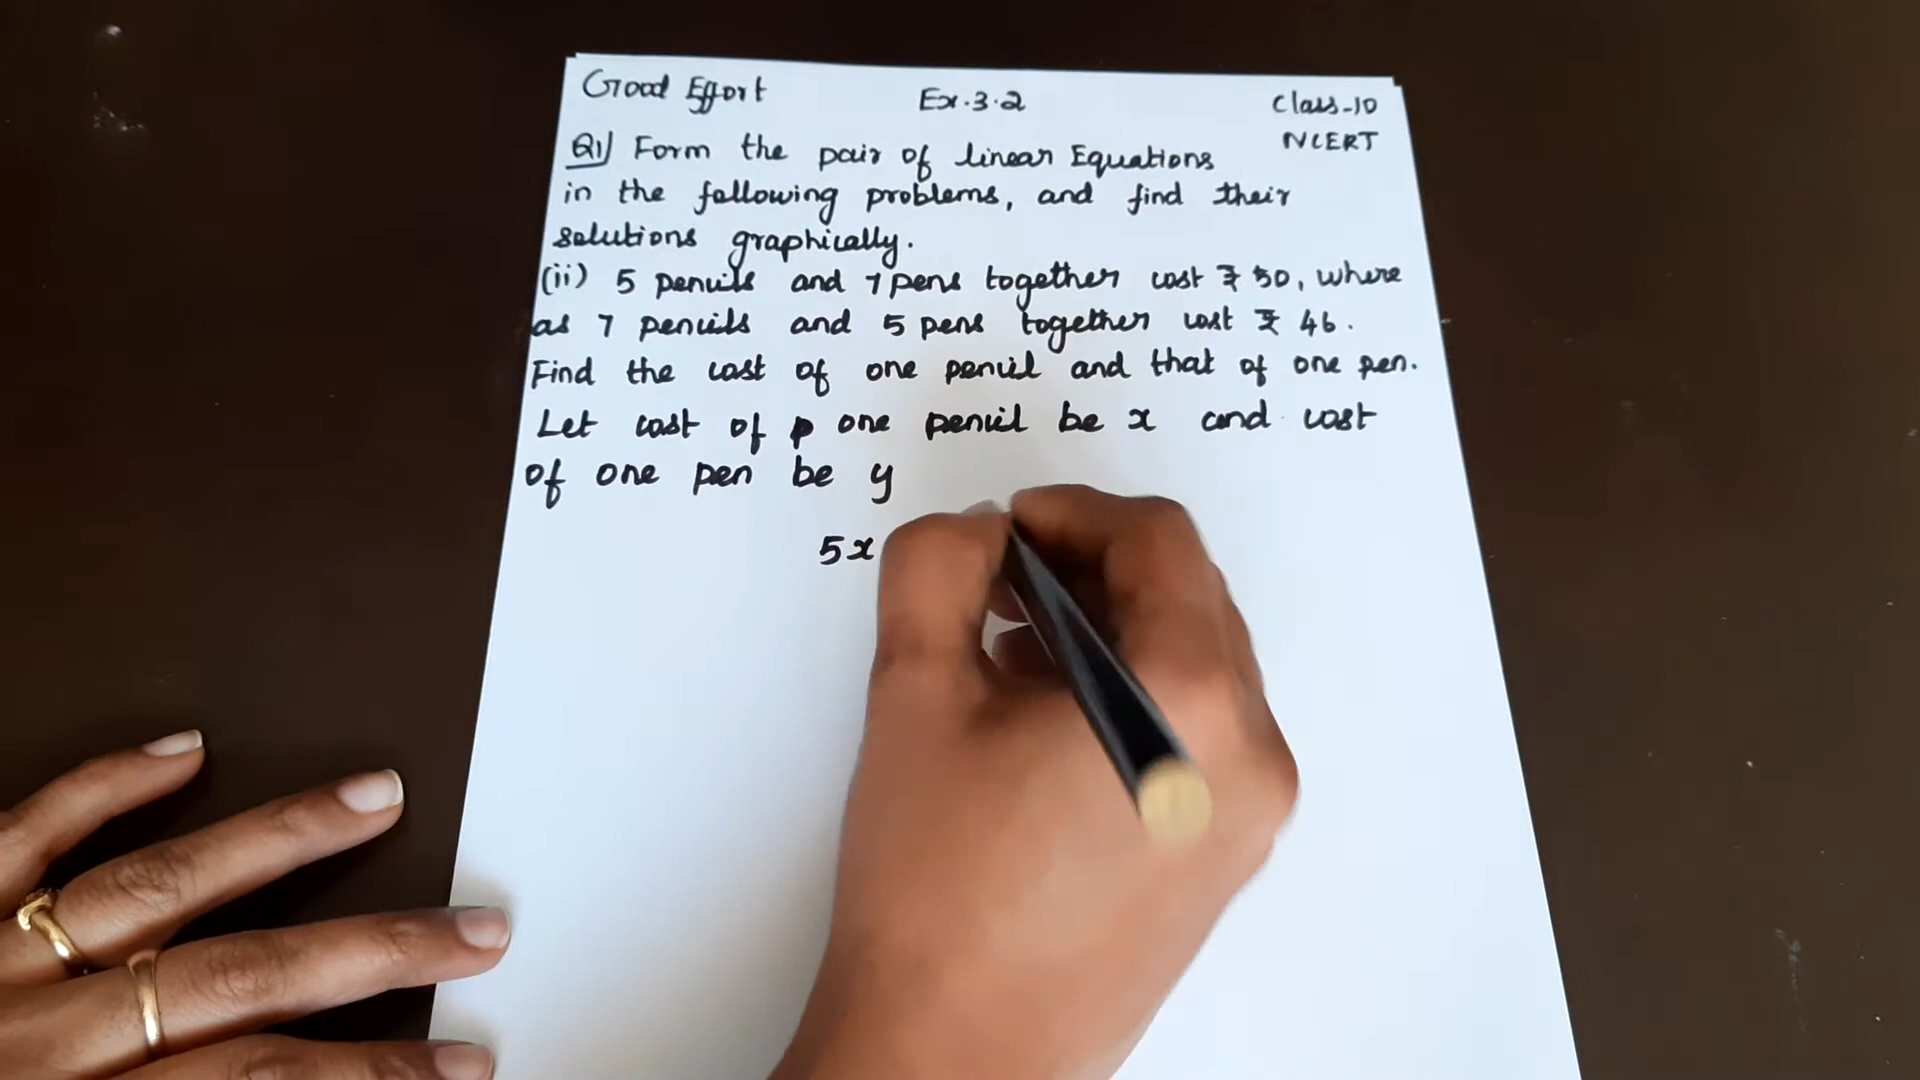 Good Effort Ex.3.2 Class-10
NCERT
Q1) Form the pair of linear Equations
in the following problems, and find their
solutions graphically.
(ii) 5 pencils and 7 pens together cost ₹ 50, where
as 7 pencils and 5 pens together cost ₹ 46.
Find the cost of one pencil and that of one pen.
Let cost of p one pencil be x and cost
of one pen be y
5x